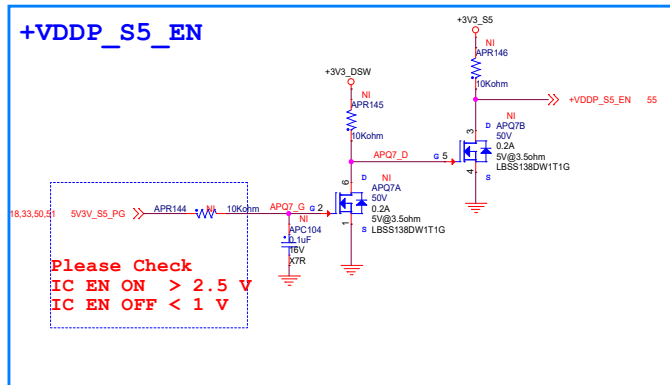 +VDDP_S5_EN
+3V3_S5
NI
APR146
10Kohm
+3V3_DSW
NI
APR145
10Kohm
+VDDP_S5_EN 55
NI
3 D APQ7B
50V
0.2A
5V@3.5ohm
LBSS138DW1T1G
G 5
4 S
APQ7_D
6 D NI
APQ7A
50V
0.2A
5V@3.5ohm
LBSS138DW1T1G
1 S
18,33,50,51 5V3V_S5_PG APR144 NI 10Kohm APQ7_G G 2
NI
APC104
0.1uF
16V
X7R
Please Check
IC EN ON > 2.5 V
IC EN OFF < 1 V